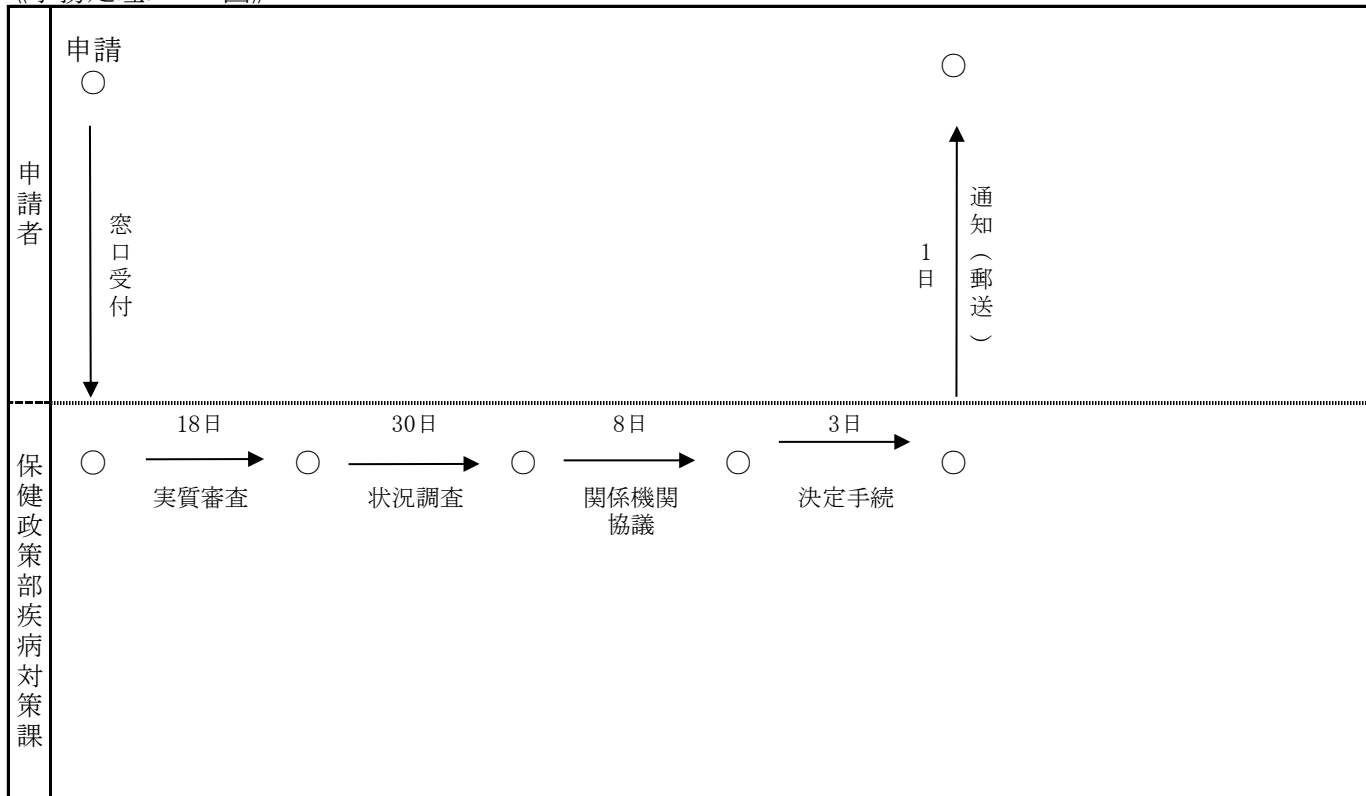 申請
申請者
窓口受付
1日
通知（郵送）
保健政策部疾病対策課
18日
実質審査
30日
状況調査
8日
関係機関
協議
3日
決定手続